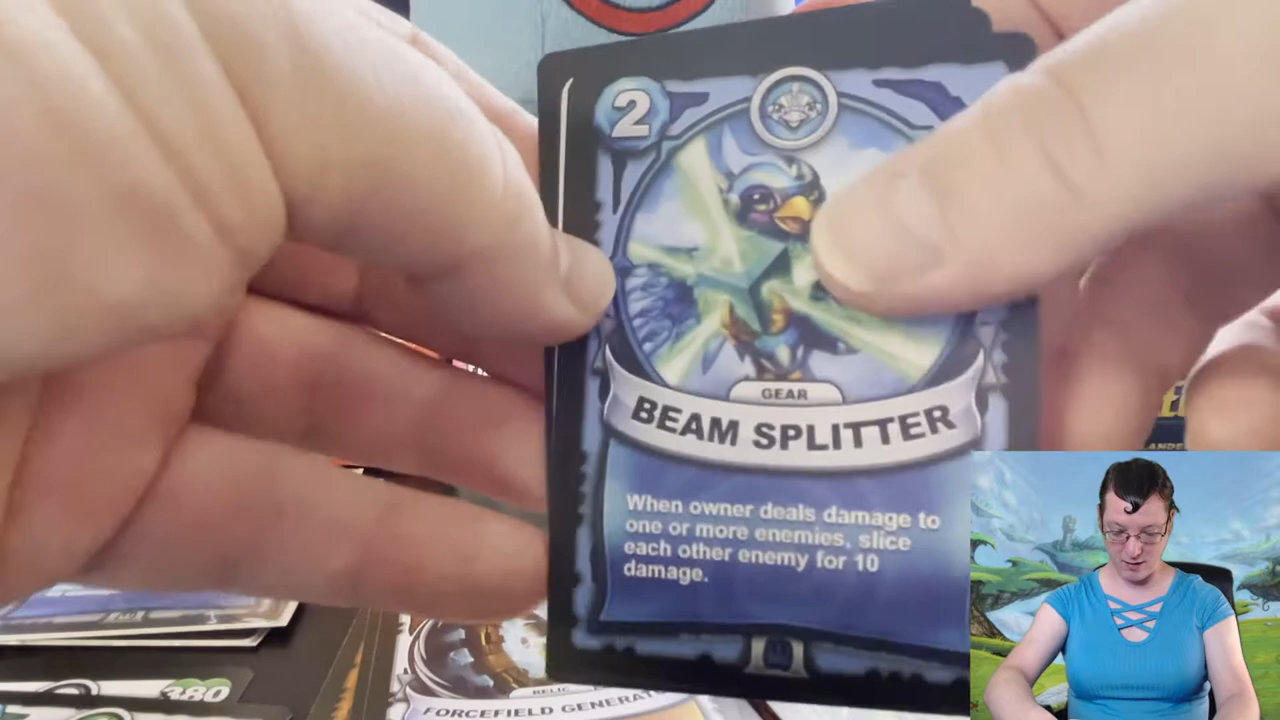 2
GEAR
BEAM SPLITTER
When owner deals damage to
one or more enemies, slice
each other enemy for 10
damage.
380
RELIC
FORCEFIELD GENERAT